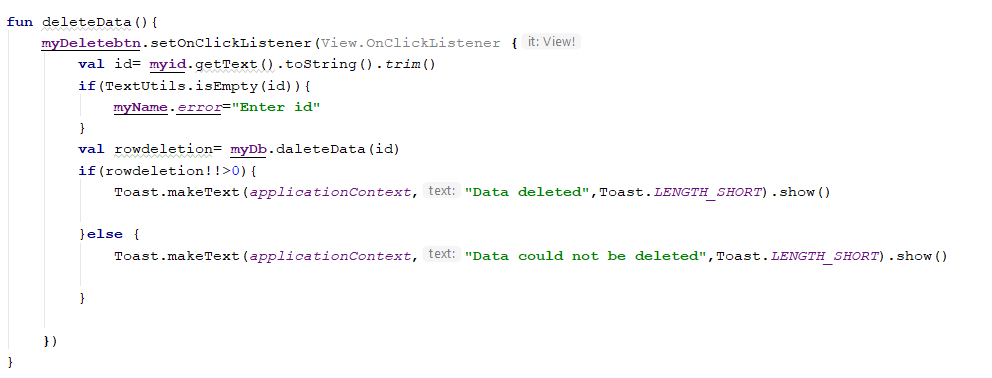 fun deleteData(){
myDeletebtn.setOnClickListener(View.OnClickListener { it: View!
val id= myid.getText().toString().trim()
if(TextUtils.isEmpty(id)){
myName.error="Enter id"
}
val rowdeletion= myDb.daleteData(id)
if(rowdeletion!!>0){
Toast.makeText(applicationContext, text: "Data deleted",Toast.LENGTH_SHORT).show()
}else {
Toast.makeText(applicationContext, text: "Data could not be deleted",Toast.LENGTH_SHORT).show()
}
})
}